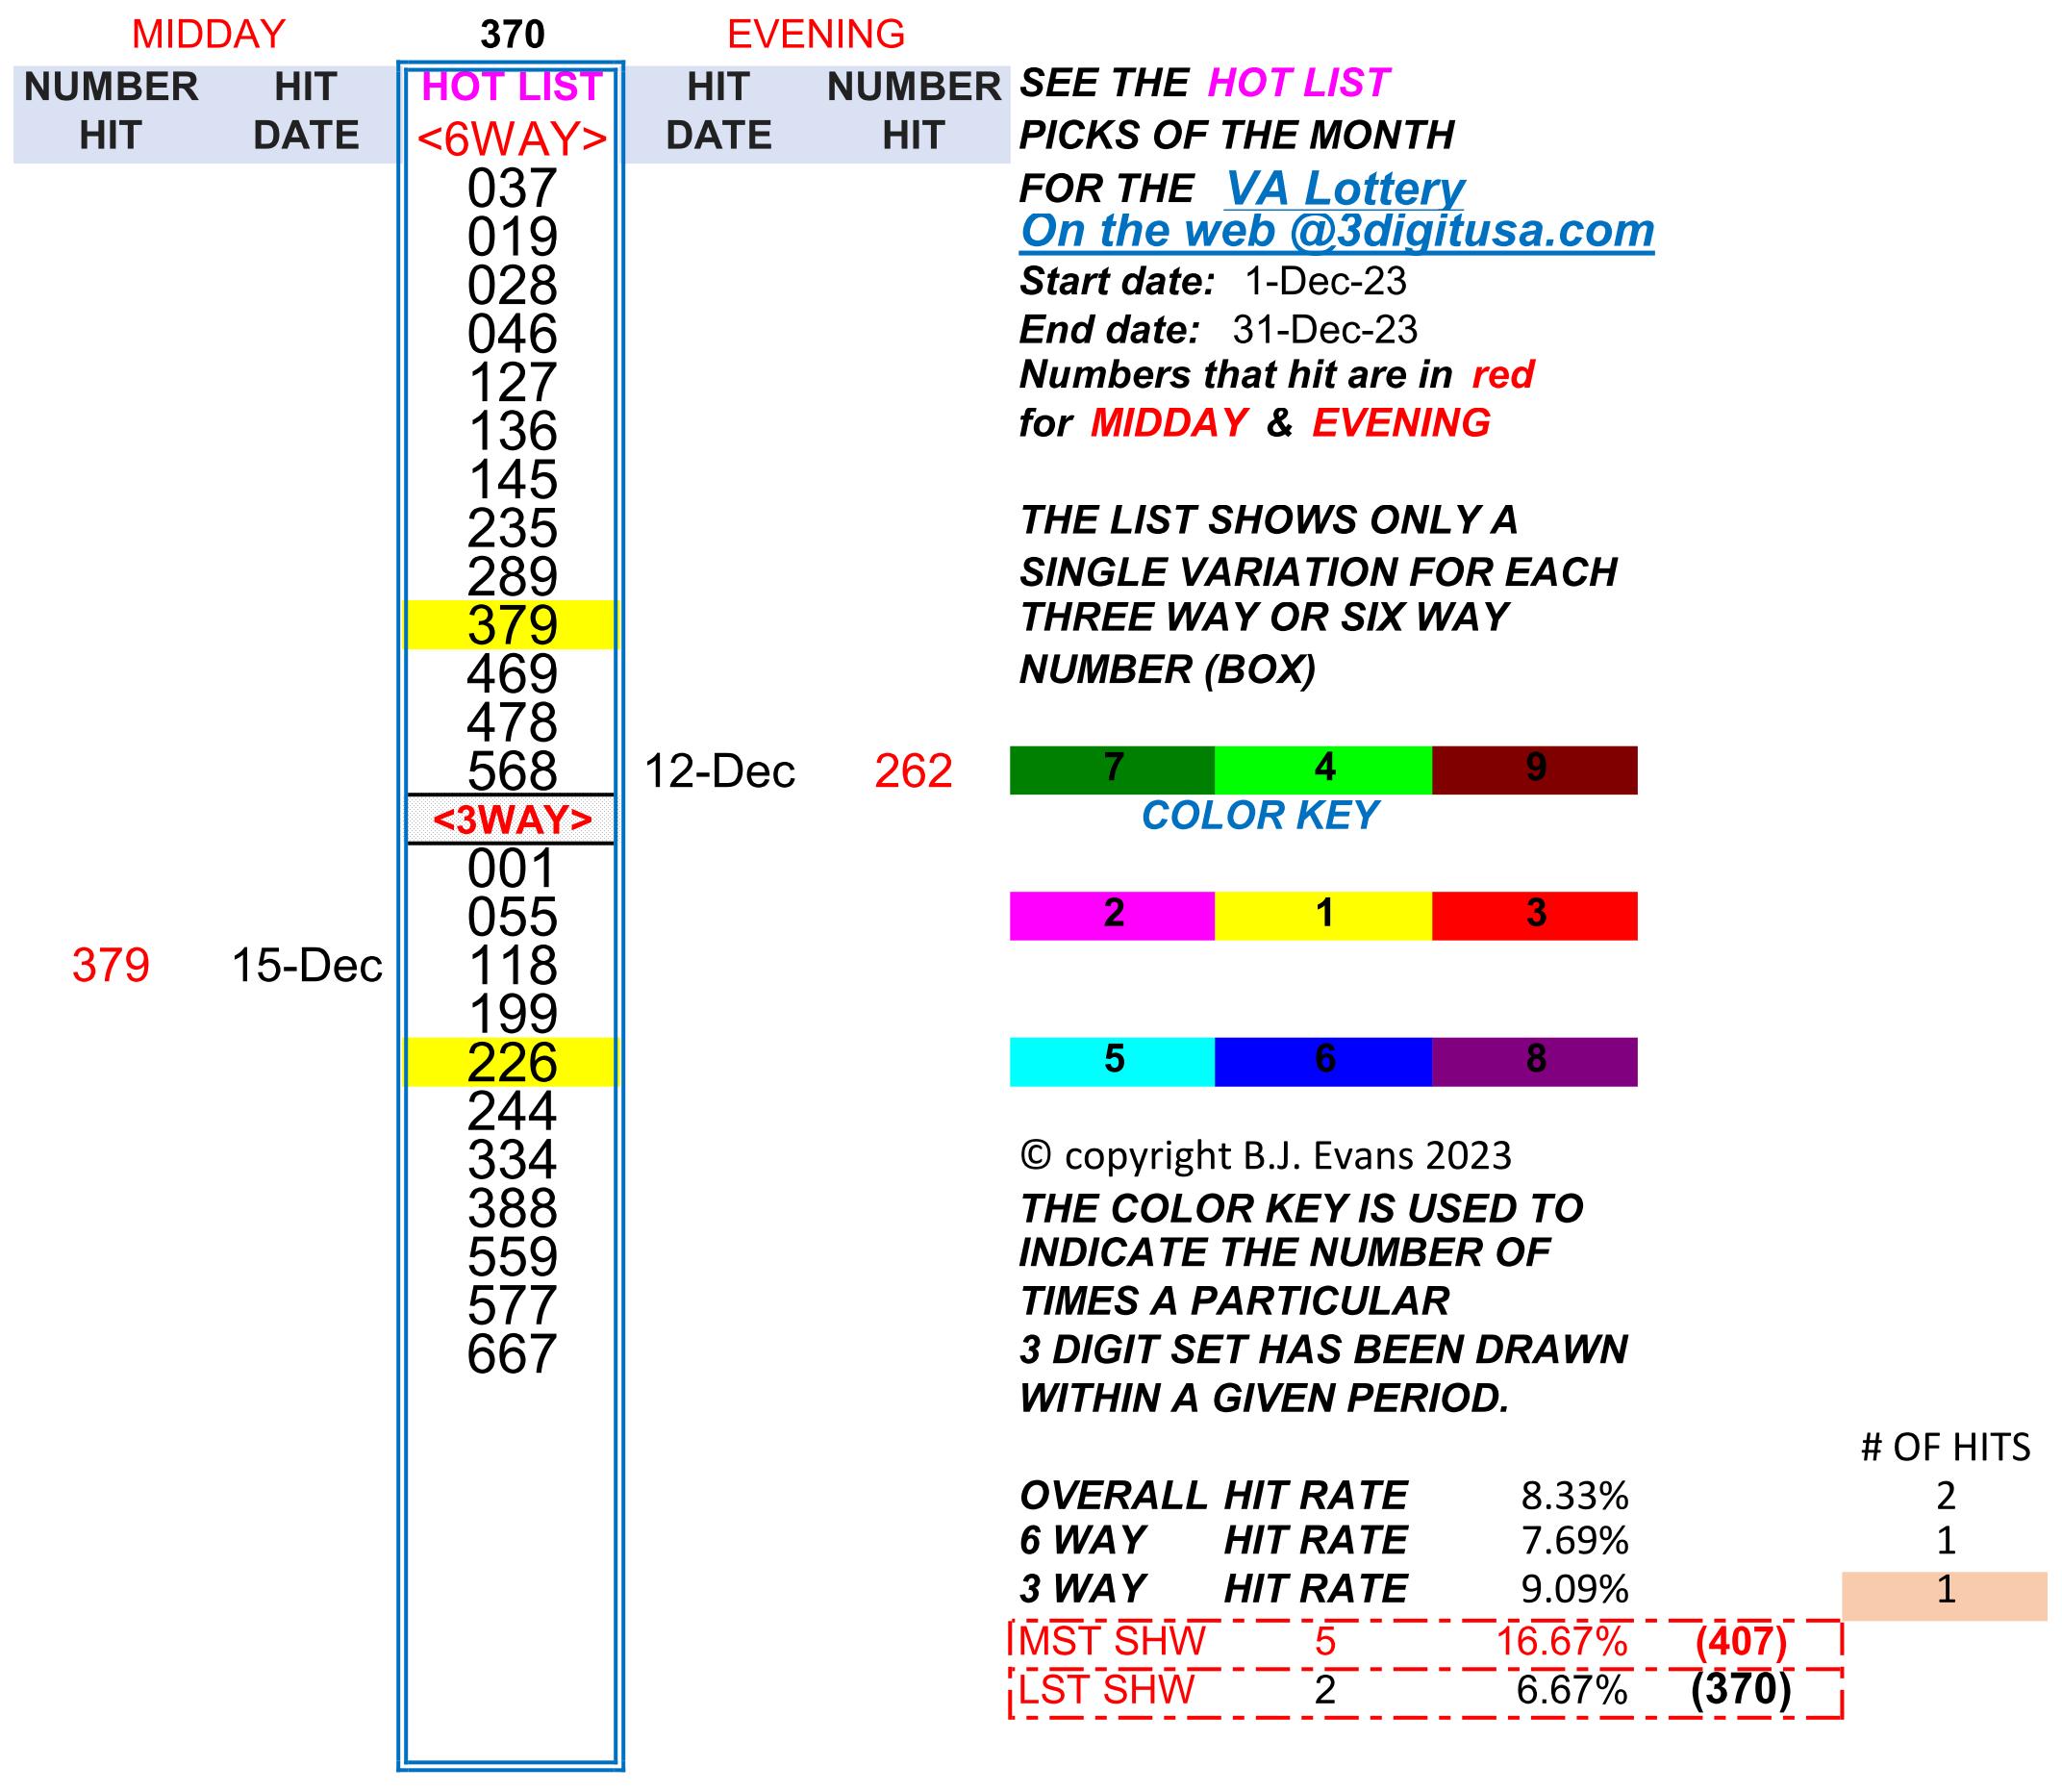 MIDDAY 370 EVENING
NUMBER HIT HOT LIST HIT NUMBER SEE THE HOT LIST
HIT DATE <6WAY> DATE HIT PICKS OF THE MONTH
037 FOR THE VA Lottery
019 On the web @3digitusa.com
028 Start date: 1-Dec-23
046 End date: 31-Dec-23
127 Numbers that hit are in red
136 for MIDDAY & EVENING
145
235 THE LIST SHOWS ONLY A
289 SINGLE VARIATION FOR EACH
379 THREE WAY OR SIX WAY
469 NUMBER (BOX)
478
568 12-Dec 262 7 4 9
<3WAY> COLOR KEY
001
055 2 1 3
379 15-Dec 118
199
226 5 6 8
244
334 © copyright B.J. Evans 2023
388 THE COLOR KEY IS USED TO
559 INDICATE THE NUMBER OF
577 TIMES A PARTICULAR
667 3 DIGIT SET HAS BEEN DRAWN
WITHIN A GIVEN PERIOD.
# OF HITS
OVERALL HIT RATE 8.33% 2
6 WAY HIT RATE 7.69% 1
3 WAY HIT RATE 9.09% 1
MST SHW 5 16.67% (407)
LST SHW 2 6.67% (370)